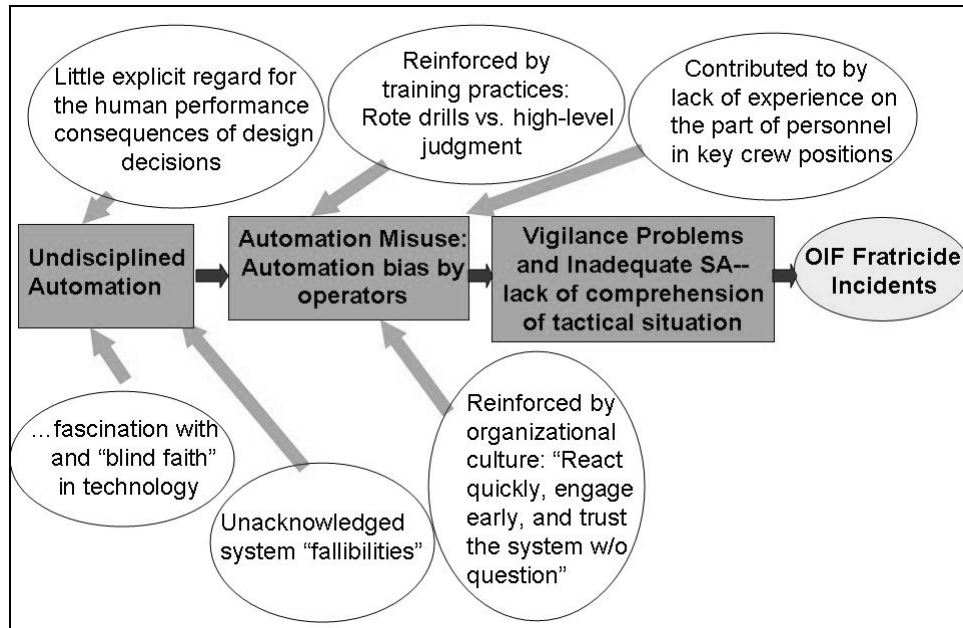 Little explicit regard for
the human performance
consequences of design
decisions
Reinforced by
training practices:
Rote drills vs. high-level
judgment
Contributed to by
lack of experience on
the part of personnel
in key crew positions
Undisciplined
Automation
Automation Misuse:
Automation bias by
operators
Vigilance Problems
and Inadequate SA--
lack of comprehension
of tactical situation
OIF Fratricide
Incidents
…fascination with
and “blind faith”
in technology
Unacknowledged
system “fallibilities”
Reinforced by
organizational
culture: “React
quickly, engage
early, and trust
the system w/o
question”